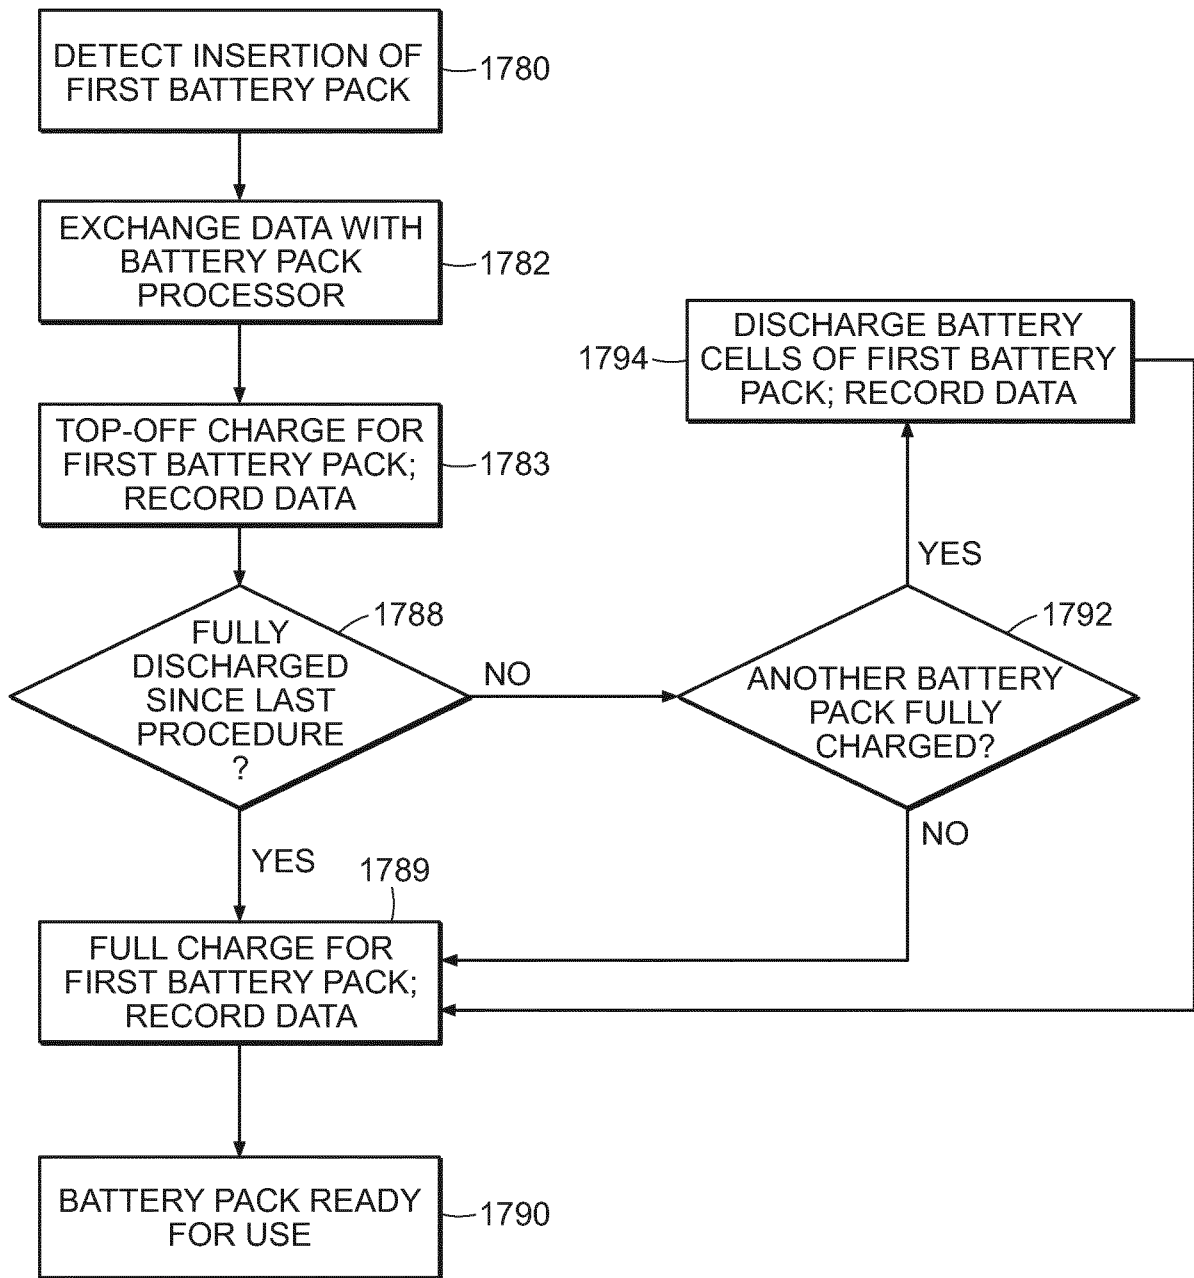 DETECT INSERTION OF
FIRST BATTERY PACK
1780
EXCHANGE DATA WITH
BATTERY PACK
PROCESSOR
1782
DISCHARGE BATTERY
CELLS OF FIRST BATTERY
PACK; RECORD DATA
1794
TOP-OFF CHARGE FOR
FIRST BATTERY PACK;
RECORD DATA
1783
YES
1788
FULLY
DISCHARGED
SINCE LAST
PROCEDURE
?
NO
1792
ANOTHER BATTERY
PACK FULLY
CHARGED?
NO
YES
1789
FULL CHARGE FOR
FIRST BATTERY PACK;
RECORD DATA
BATTERY PACK READY
FOR USE
1790